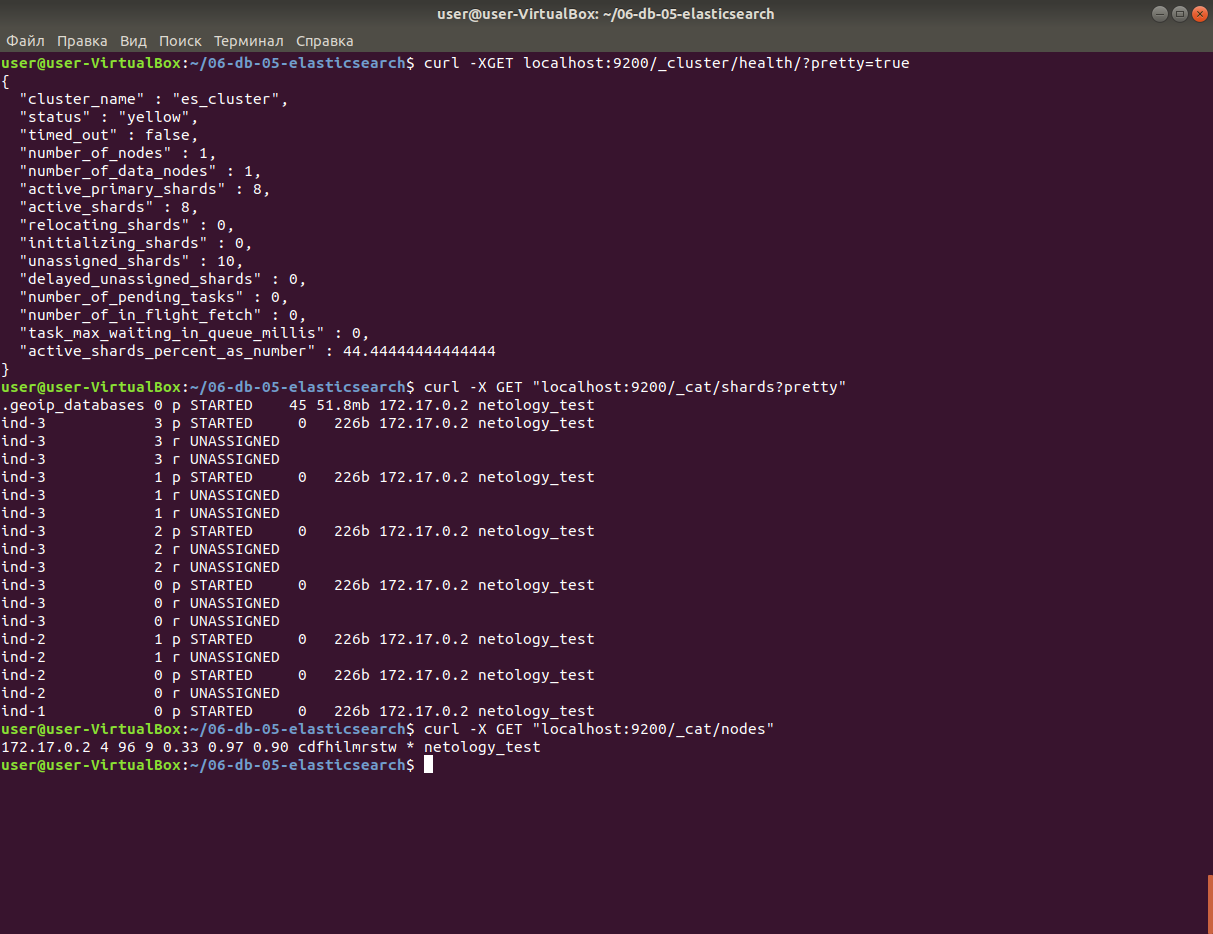 user@user-VirtualBox: ~/06-db-05-elasticsearch
Файл Правка Вид Поиск Терминал Справка
user@user-VirtualBox:~/06-db-05-elasticsearch$ curl -XGET localhost:9200/_cluster/health/?pretty=true
{
  "cluster_name" : "es_cluster",
  "status" : "yellow",
  "timed_out" : false,
  "number_of_nodes" : 1,
  "number_of_data_nodes" : 1,
  "active_primary_shards" : 8,
  "active_shards" : 8,
  "relocating_shards" : 0,
  "initializing_shards" : 0,
  "unassigned_shards" : 10,
  "delayed_unassigned_shards" : 0,
  "number_of_pending_tasks" : 0,
  "number_of_in_flight_fetch" : 0,
  "task_max_waiting_in_queue_millis" : 0,
  "active_shards_percent_as_number" : 44.44444444444444
}
user@user-VirtualBox:~/06-db-05-elasticsearch$ curl -X GET "localhost:9200/_cat/shards?pretty"
.geoip_databases 0 p STARTED    45 51.8mb 172.17.0.2 netology_test
ind-3            3 p STARTED     0   226b 172.17.0.2 netology_test
ind-3            3 r UNASSIGNED
ind-3            3 r UNASSIGNED
ind-3            1 p STARTED     0   226b 172.17.0.2 netology_test
ind-3            1 r UNASSIGNED
ind-3            1 r UNASSIGNED
ind-3            2 p STARTED     0   226b 172.17.0.2 netology_test
ind-3            2 r UNASSIGNED
ind-3            2 r UNASSIGNED
ind-3            0 p STARTED     0   226b 172.17.0.2 netology_test
ind-3            0 r UNASSIGNED
ind-3            0 r UNASSIGNED
ind-2            1 p STARTED     0   226b 172.17.0.2 netology_test
ind-2            1 r UNASSIGNED
ind-2            0 p STARTED     0   226b 172.17.0.2 netology_test
ind-2            0 r UNASSIGNED
ind-1            0 p STARTED     0   226b 172.17.0.2 netology_test
user@user-VirtualBox:~/06-db-05-elasticsearch$ curl -X GET "localhost:9200/_cat/nodes"
172.17.0.2 4 96 9 0.33 0.97 0.90 cdfhilmrstw * netology_test
user@user-VirtualBox:~/06-db-05-elasticsearch$